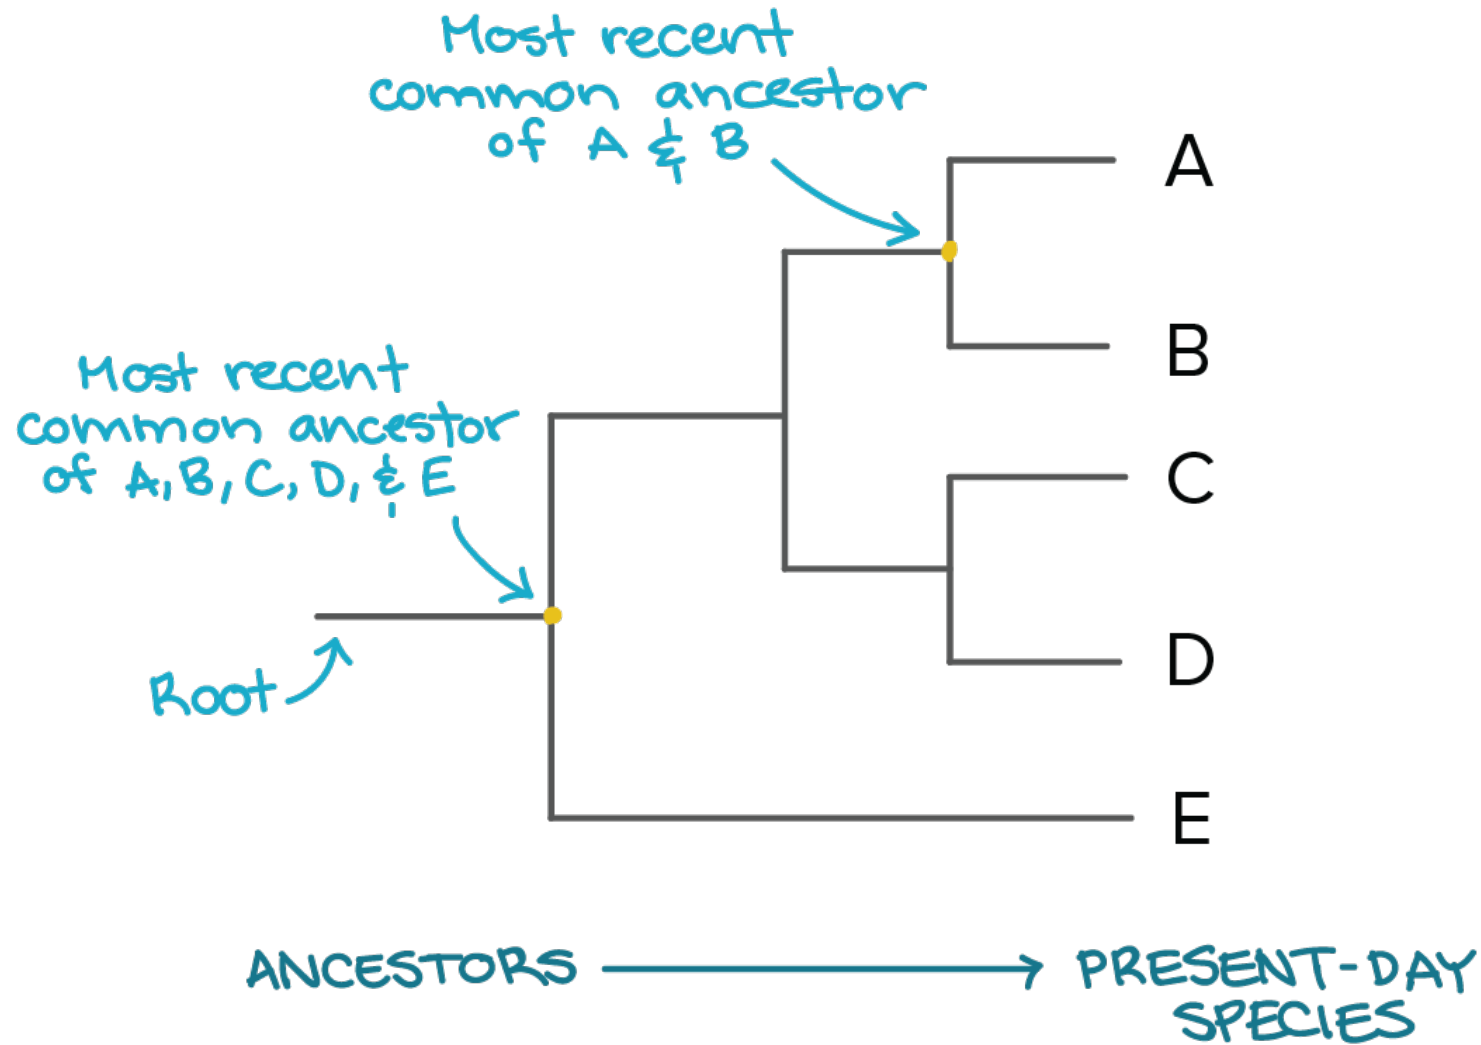 Most recent
common ancestor
of A & B
A
B
Most recent
common ancestor
of A, B, C, D, & E
C
Root
D
E
ANCESTORS
PRESENT-DAY
SPECIES